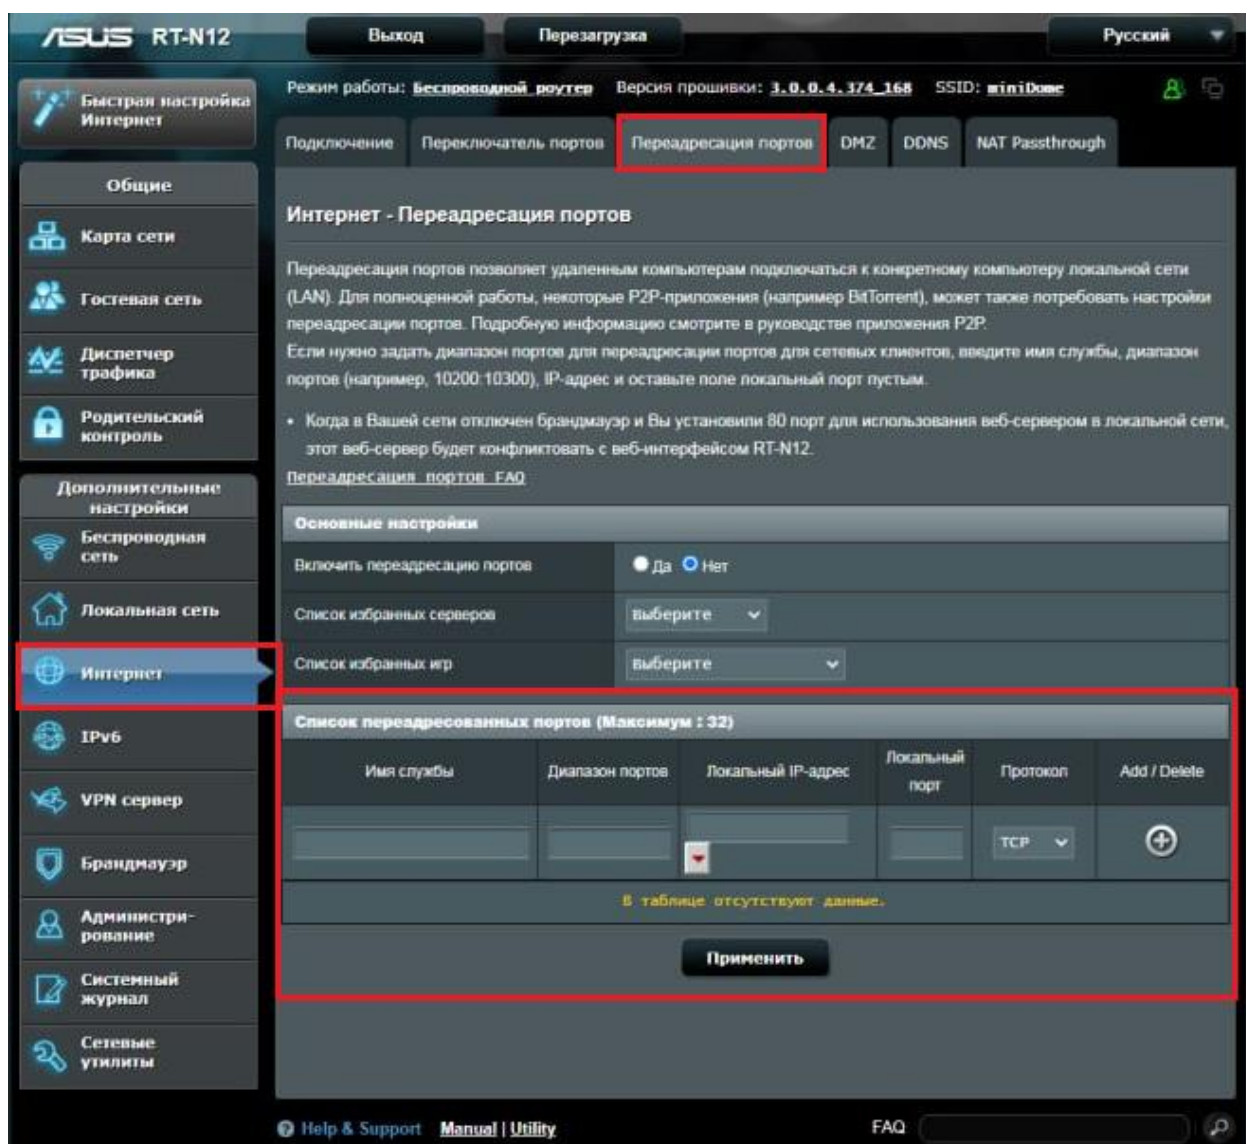 ASUS RT-N12
Выход
Перезагрузка
Русский
Быстрая настройка
Интернет
Режим работы: Беспроводной роутер Версия прошивки: 3.0.0.4.374_168 SSID: miniDome
Подключение
Переключатель портов
Переадресация портов
DMZ
DDNS
NAT Passthrough
Общие
Карта сети
Гостевая сеть
Диспетчер
трафика
Родительский
контроль
Дополнительные
настройки
Беспроводная
сеть
Локальная сеть
Интернет
IPv6
VPN сервер
Брандмауэр
Администри-
рование
Системный
журнал
Сетевые
утилиты
Интернет - Переадресация портов
Переадресация портов позволяет удаленным компьютерам подключаться к конкретному компьютеру локальной сети
(LAN). Для полноценной работы, некоторые P2P-приложения (например BitTorrent), может также потребовать настройки
переадресации портов. Подробную информацию смотрите в руководстве приложения P2P.
Если нужно задать диапазон портов для переадресации портов для сетевых клиентов, введите имя службы, диапазон
портов (например, 10200:10300), IP-адрес и оставьте поле локальный порт пустым.
• Когда в Вашей сети отключен брандмауэр и Вы установили 80 порт для использования веб-сервером в локальной сети,
этот веб-сервер будет конфликтовать с веб-интерфейсом RT-N12.
Переадресация портов FAQ
Основные настройки
Включить переадресацию портов Да Нет
Список избранных серверов выберите
Список избранных игр выберите
Список переадресованных портов (Максимум : 32)
Имя службы
Диапазон портов
Локальный IP-адрес
Локальный
порт
Протокол
Add / Delete
TCP
В таблице отсутствуют данные.
Применить
Help & Support Manual | Utility FAQ